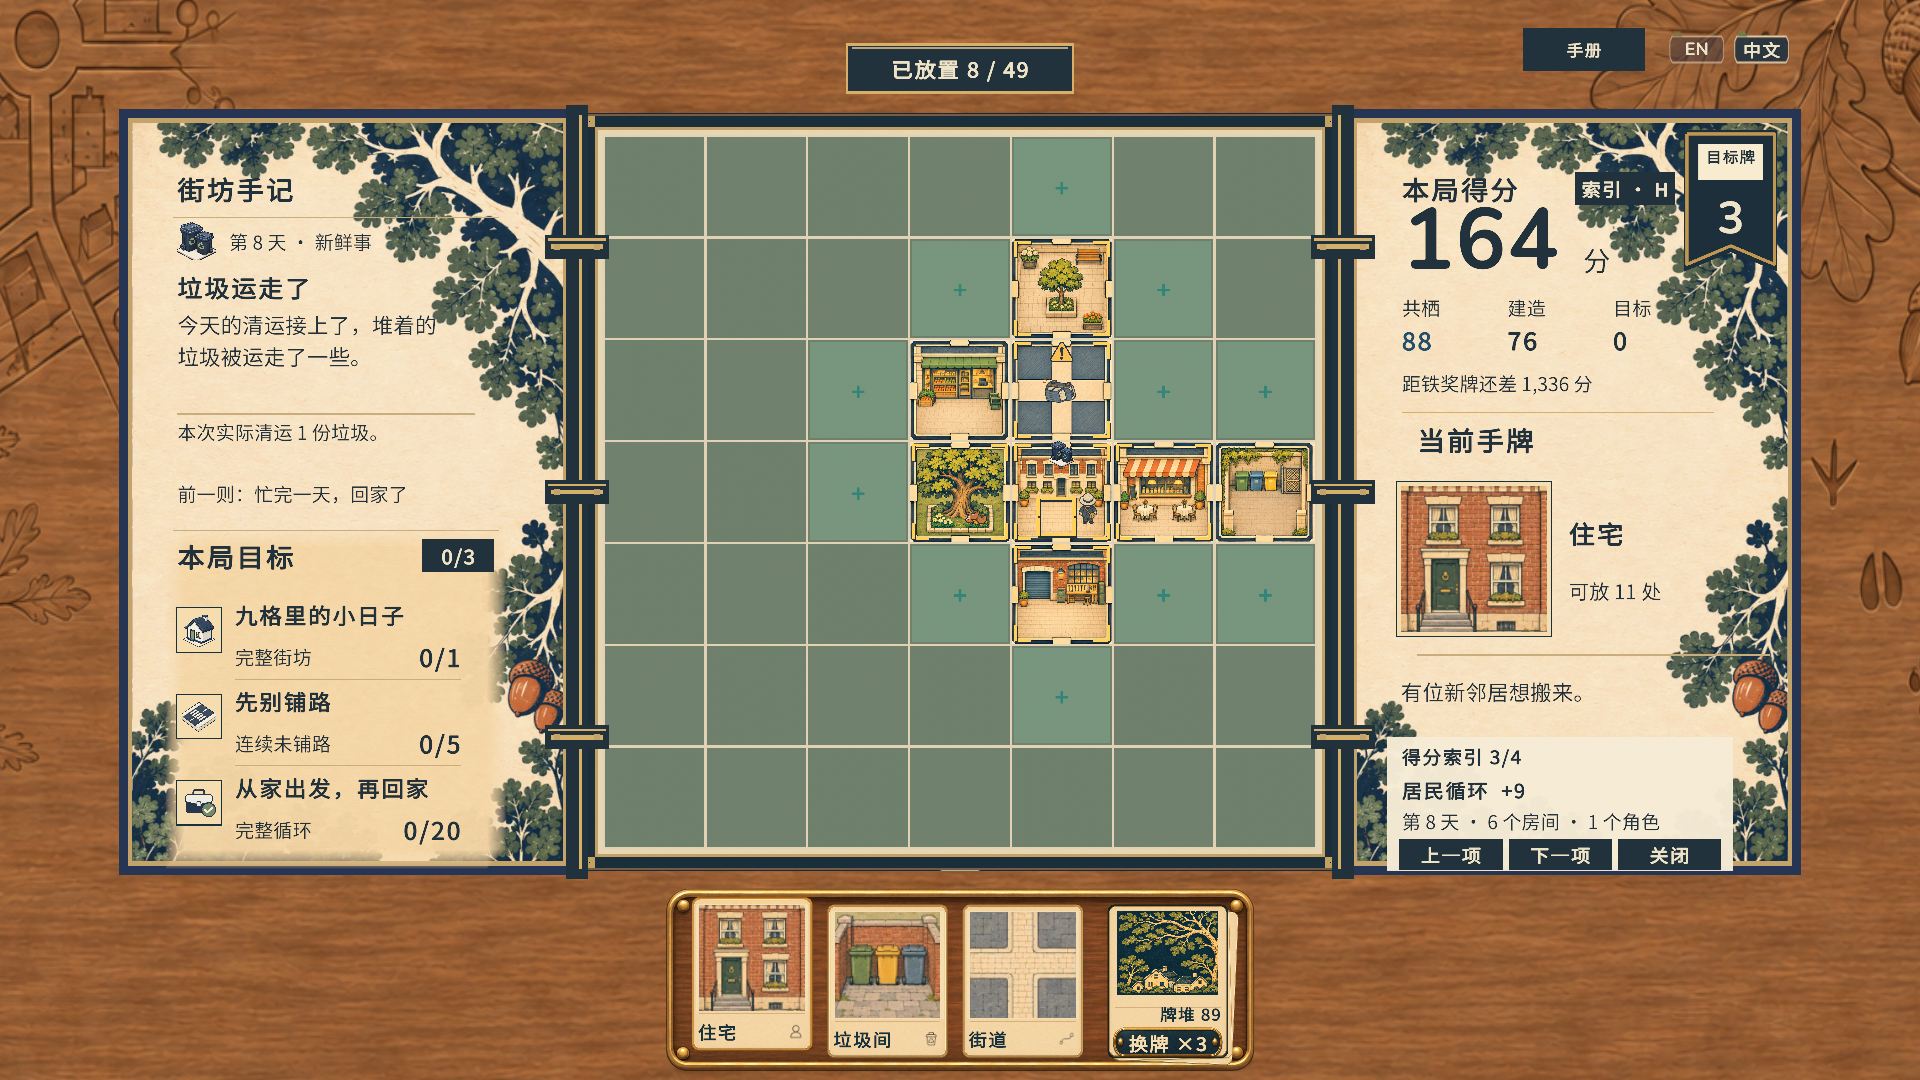 已放置 8 / 49
手册
EN
中文
街坊手记
第 8 天 · 新鲜事
垃圾运走了
今天的清运接上了，堆着的
垃圾被运走了一些。
本次实际清运 1 份垃圾。
前一则：忙完一天，回家了
本局目标
0/3
九格里的小日子
完整街坊
0/1
先别铺路
连续未铺路
0/5
从家出发，再回家
完整循环
0/20
本局得分
索引 · H
目标牌
3
164
分
共栖
建造
目标
88
76
0
距铁奖牌还差 1,336 分
当前手牌
住宅
可放 11 处
有位新邻居想搬来。
得分索引 3/4
居民循环 +9
第 8 天 · 6 个房间 · 1 个角色
上一项
下一项
关闭
住宅
垃圾间
街道
牌堆 89
换牌 ×3